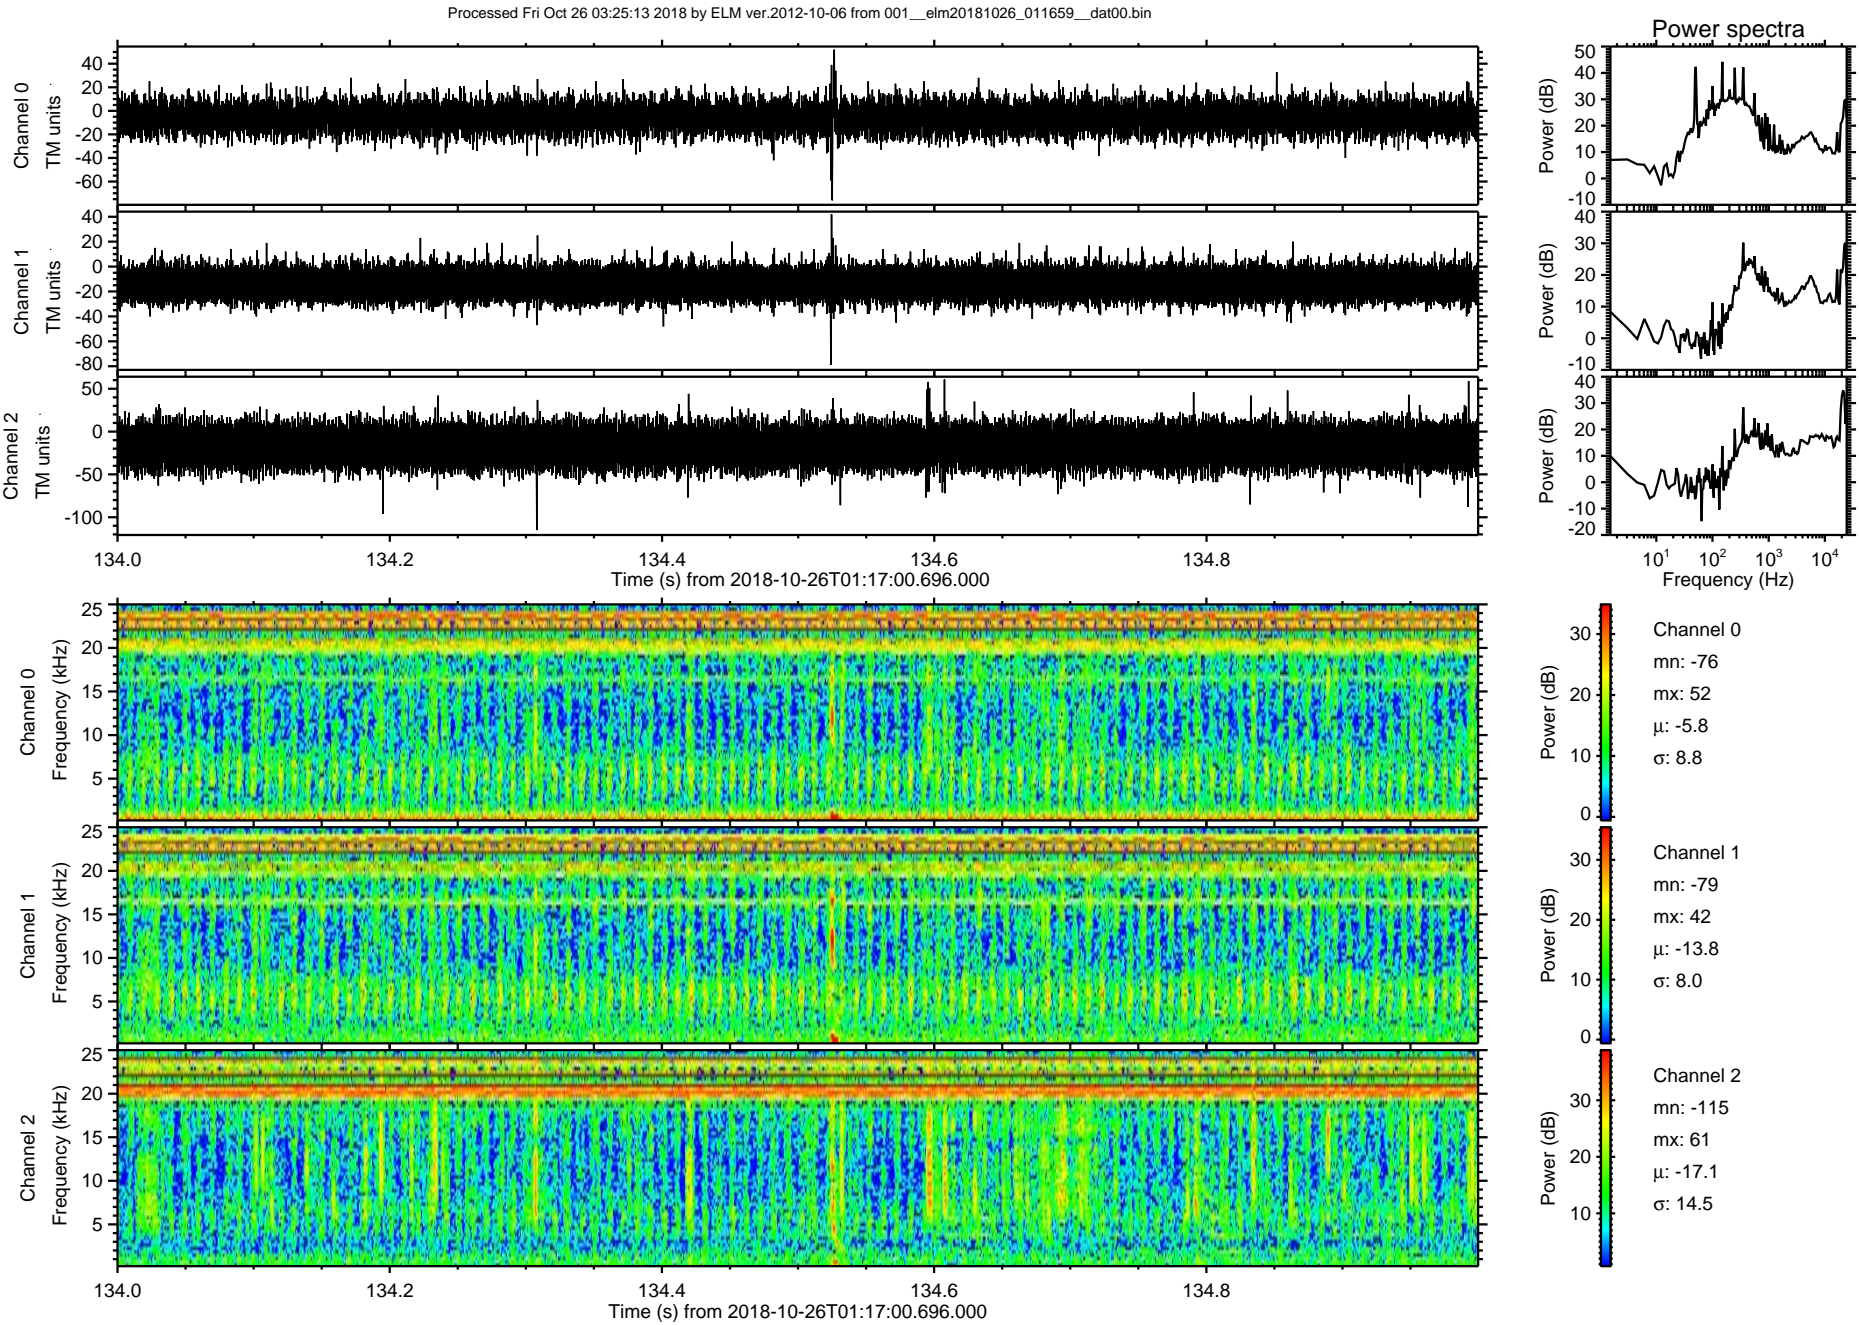 Processed Fri Oct 26 03:25:13 2018 by ELM ver.2012-10-06 from 001__elm20181026_011659__dat00.bin
Power spectra
Channel 0
TM units
40
20
0
-20
-40
-60
Power (dB)
50
40
30
20
10
0
-10
Channel 1
TM units
40
20
0
-20
-40
-60
-80
Power (dB)
40
30
20
10
0
-10
Channel 2
TM units
50
0
-50
-100
Power (dB)
40
30
20
10
0
-10
-20
134.0 134.2 134.4 134.6 134.8
Time (s) from 2018-10-26T01:17:00.696.000
10¹ 10² 10³ 10⁴
Frequency (Hz)
Channel 0
Frequency (kHz)
25
20
15
10
5
Power (dB)
30
20
10
0
Channel 0
mn: -76
mx: 52
μ: -5.8
σ: 8.8
Channel 1
Frequency (kHz)
25
20
15
10
5
Power (dB)
30
20
10
0
Channel 1
mn: -79
mx: 42
μ: -13.8
σ: 8.0
Channel 2
Frequency (kHz)
25
20
15
10
5
Power (dB)
30
20
10
Channel 2
mn: -115
mx: 61
μ: -17.1
σ: 14.5
134.0 134.2 134.4 134.6 134.8
Time (s) from 2018-10-26T01:17:00.696.000